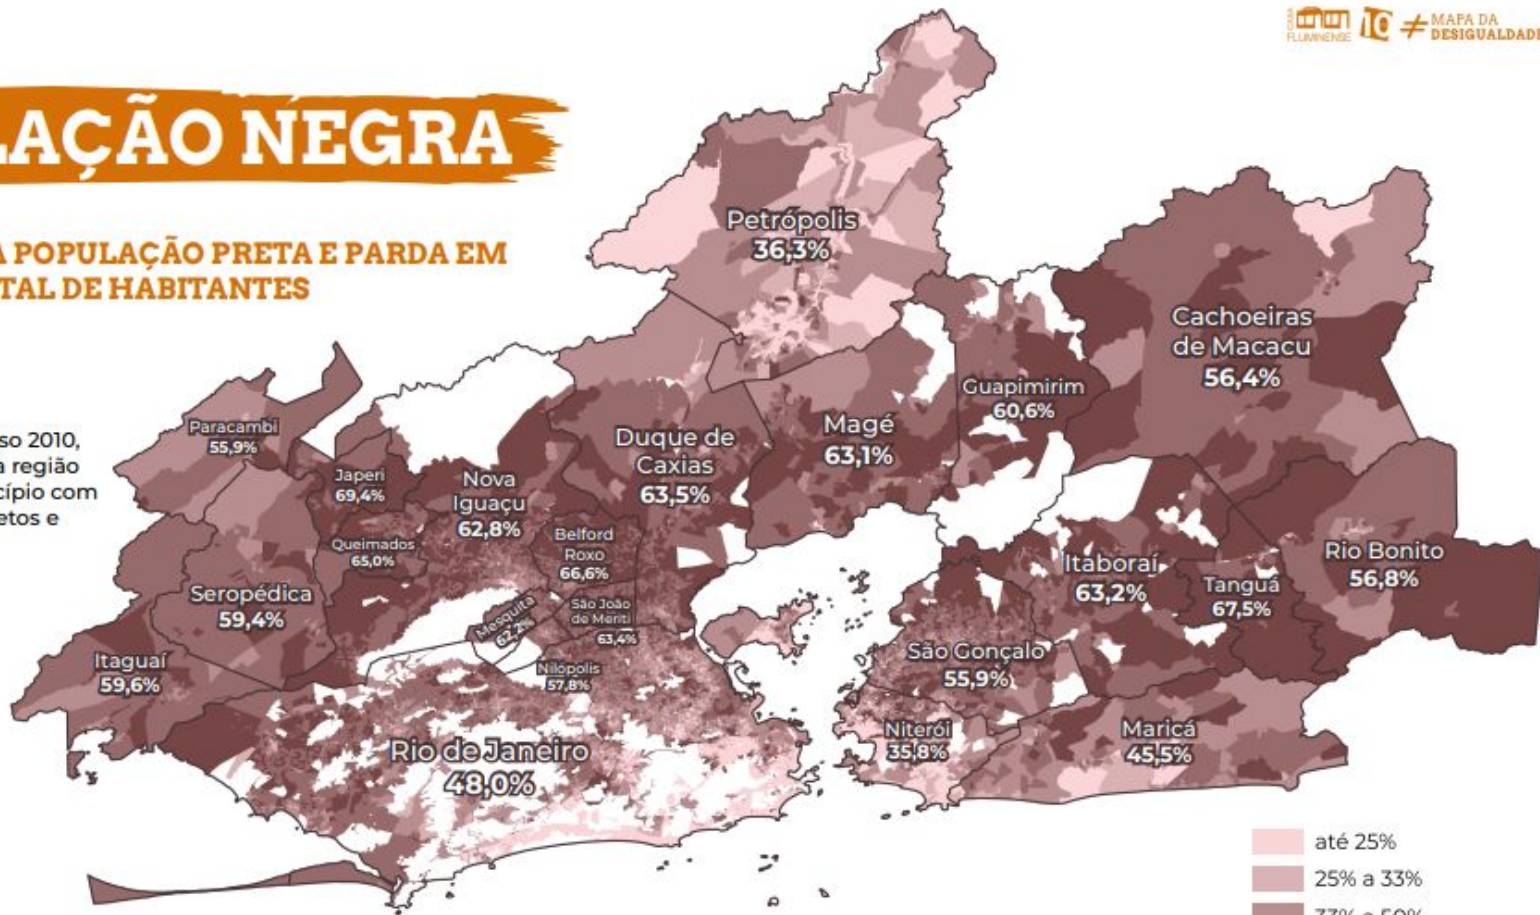 CASA
FLUMINENSE
10
≠
MAPA DA
DESIGUALDADE
LAÇÃO NEGRA
A POPULAÇÃO PRETA E PARDA EM
TAL DE HABITANTES
so 2010,
a região
cípio com
etos e
Petrópolis
36,3%
Cachoeiras
de Macacu
56,4%
Guapimirim
60,6%
Magé
63,1%
Duque de
Caxias
63,5%
Paracambi
55,9%
Japeri
69,4%
Nova
Iguaçu
62,8%
Queimados
65,0%
Belford
Roxo
66,6%
Seropédica
59,4%
Mesquita
62,2%
São João
de Meriti
63,4%
Nilópolis
57,8%
Itaguaí
59,6%
Rio de Janeiro
48,0%
Itaboraí
63,2%
Tanguá
67,5%
Rio Bonito
56,8%
São Gonçalo
55,9%
Niterói
35,8%
Maricá
45,5%
até 25%
25% a 33%
33% a 50%